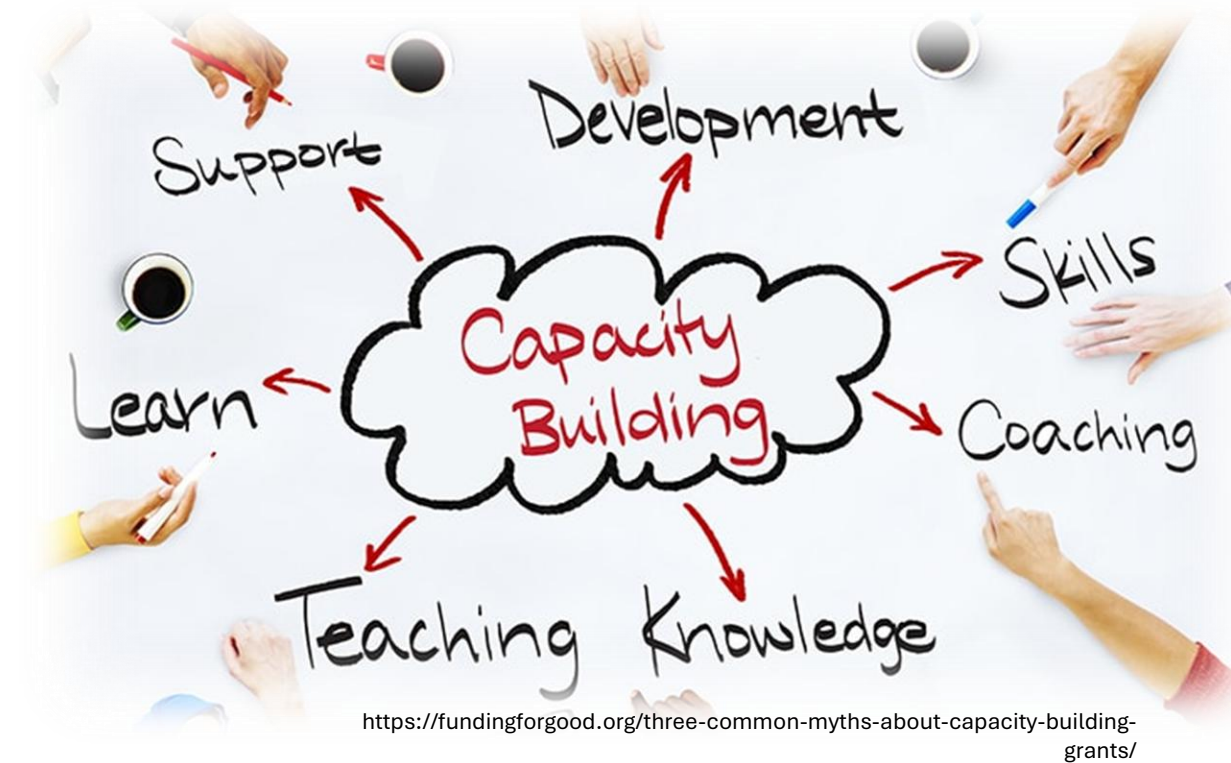 Development
Support
Skills
Capacity
Building
Learn
Coaching
Teaching Knowledge
https://fundingforgood.org/three-common-myths-about-capacity-building-
grants/